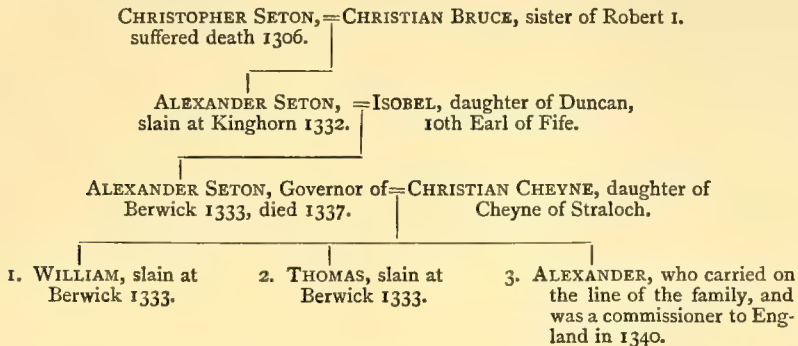 CHRISTOPHER SETON, = CHRISTIAN BRUCE, sister of Robert I.
suffered death 1306.
ALEXANDER SETON, = ISOBEL, daughter of Duncan,
slain at Kinghorn 1332. 10th Earl of Fife.
ALEXANDER SETON, Governor of = CHRISTIAN CHEYNE, daughter of
Berwick 1333, died 1337. Cheyne of Straloch.
1. WILLIAM, slain at
Berwick 1333.
2. THOMAS, slain at
Berwick 1333.
3. ALEXANDER, who carried on
the line of the family, and
was a commissioner to Eng-
land in 1340.